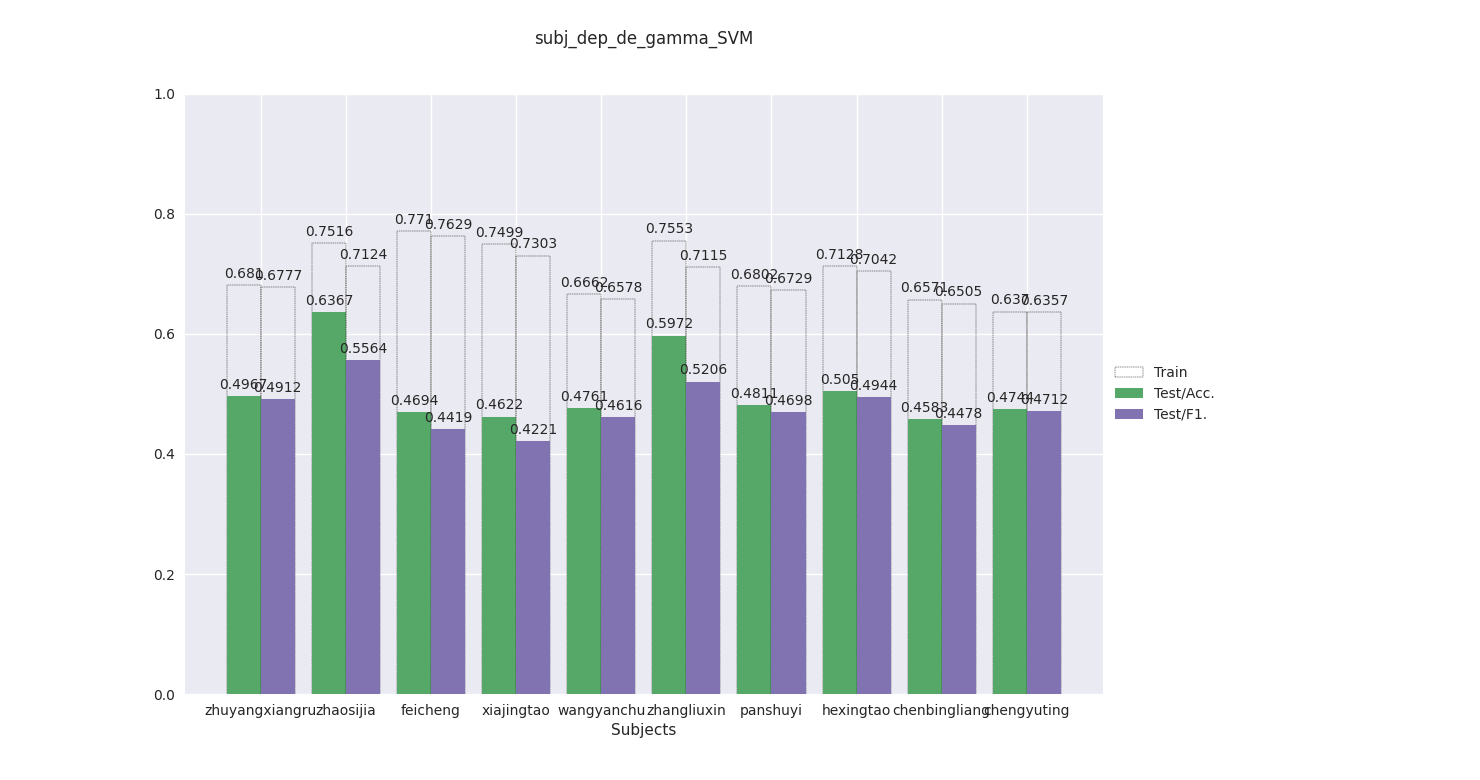 subj_dep_de_gamma_SVM
1.0
0.8
0.6
0.4
0.2
0.0
0.681 0.6777 0.7516 0.7124 0.771 0.7629 0.7499 0.7303 0.6662 0.6578 0.7553 0.7115 0.6802 0.6729 0.7128 0.7042 0.6571 0.6505 0.637 0.6357
0.4967 0.4912 0.6367 0.5564 0.4694 0.4419 0.4622 0.4221 0.4761 0.4616 0.5972 0.5206 0.4811 0.4698 0.505 0.4944 0.4583 0.4478 0.4744 0.4712
zhuyangxiangru zhaosijia feicheng xiajingtao wangyanchu zhangliuxin panshuyi hexingtao chenbingliang chengyuting
Subjects
Train
Test/Acc.
Test/F1.